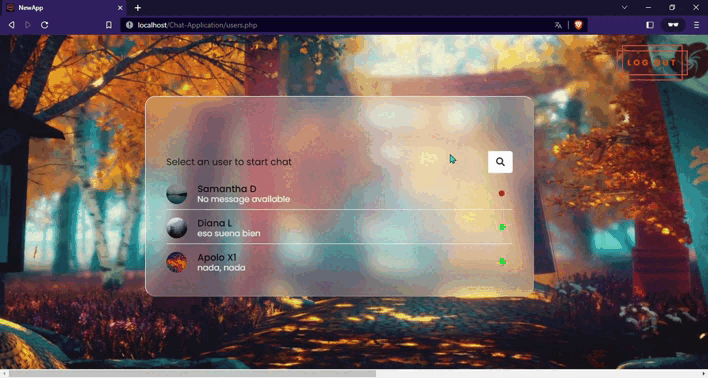 NewApp
localhost/Chat-Application/users.php
LOG OUT
Select an user to start chat
Samantha D
No message available
Diana L
eso suena bien
Apolo X1
nada, nada